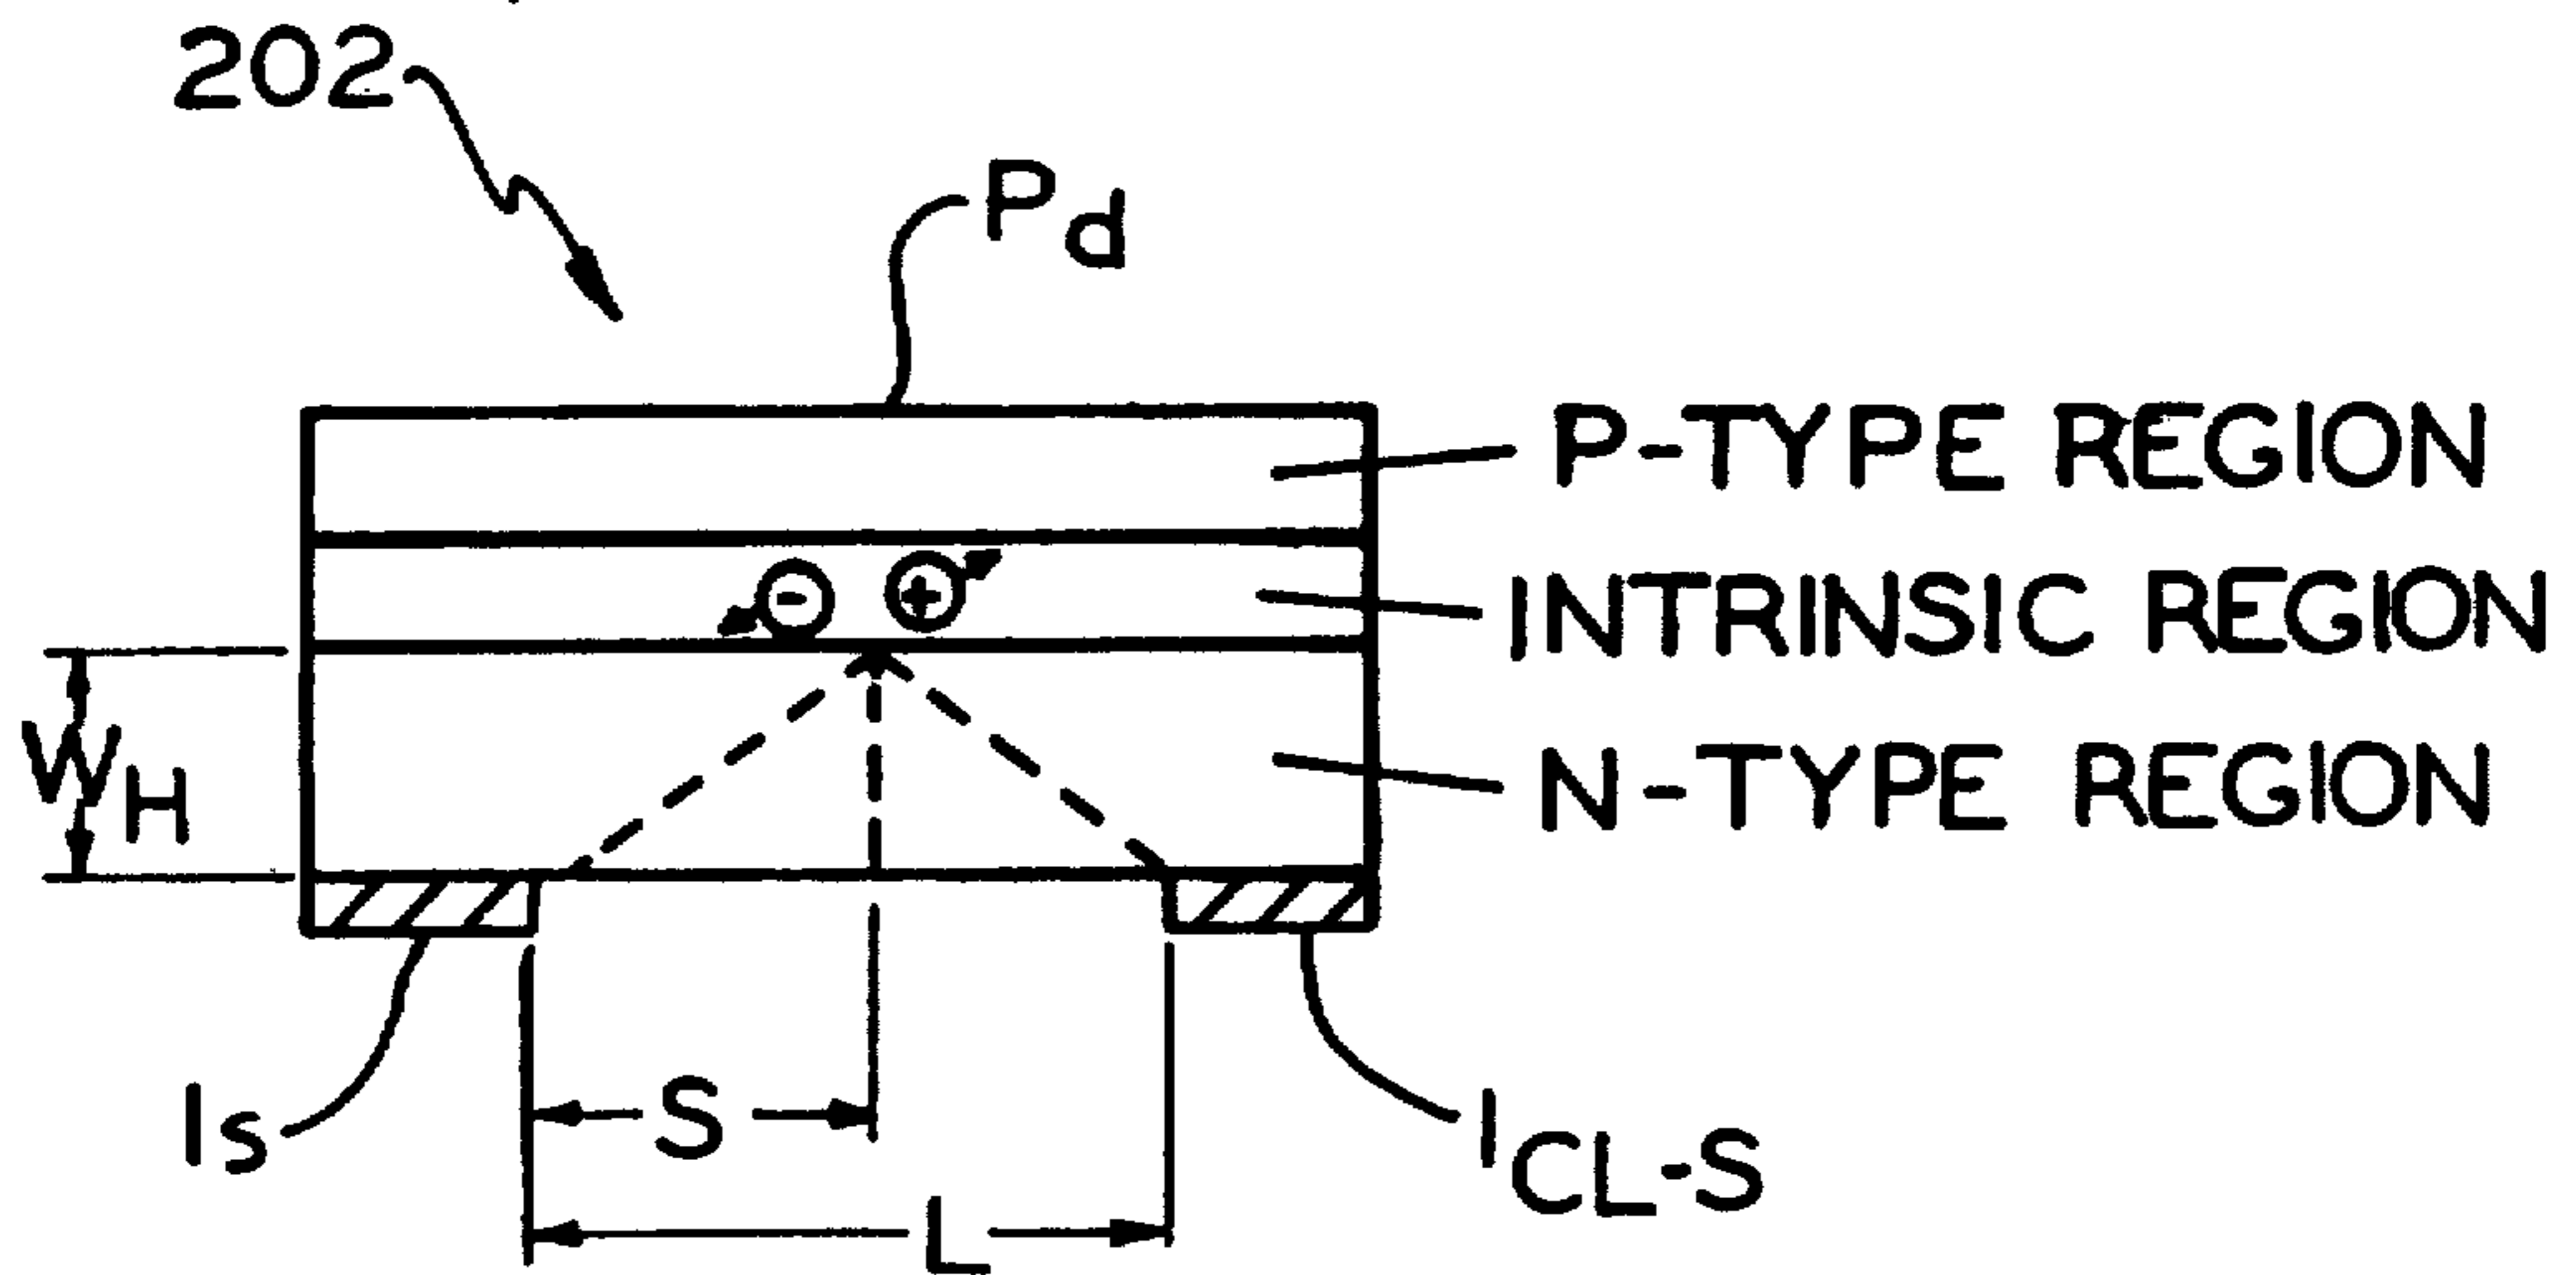 202
Pd
P-TYPE REGION
- +
INTRINSIC REGION
WH
N-TYPE REGION
IS
S
ICL-S
L